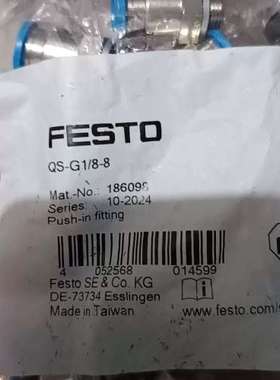 FESTO
QS-G1/8-8
Mat.-No.: 186098
Series: 10-2024
Push-in fitting
4 052568 014599
Festo SE & Co. KG
DE-73734 Esslingen
Made in Taiwan
www.festo.com/